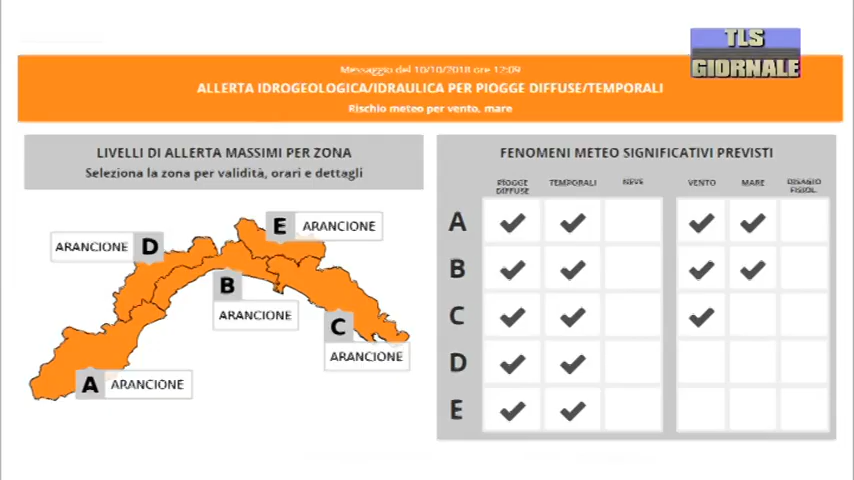 TLS
GIORNALE
Messaggio del 10/10/2018 ore 12:09
ALLERTA IDROGEOLOGICA/IDRAULICA PER PIOGGE DIFFUSE/TEMPORALI
Rischio meteo per vento, mare
LIVELLI DI ALLERTA MASSIMI PER ZONA
Seleziona la zona per validità, orari e dettagli
E ARANCIONE
ARANCIONE D
B
ARANCIONE
C
ARANCIONE
A ARANCIONE
FENOMENI METEO SIGNIFICATIVI PREVISTI
PIOGGE DIFFUSE TEMPORALI NEVE VENTO MARE DISAGIO FISIOL.
A
B
C
D
E